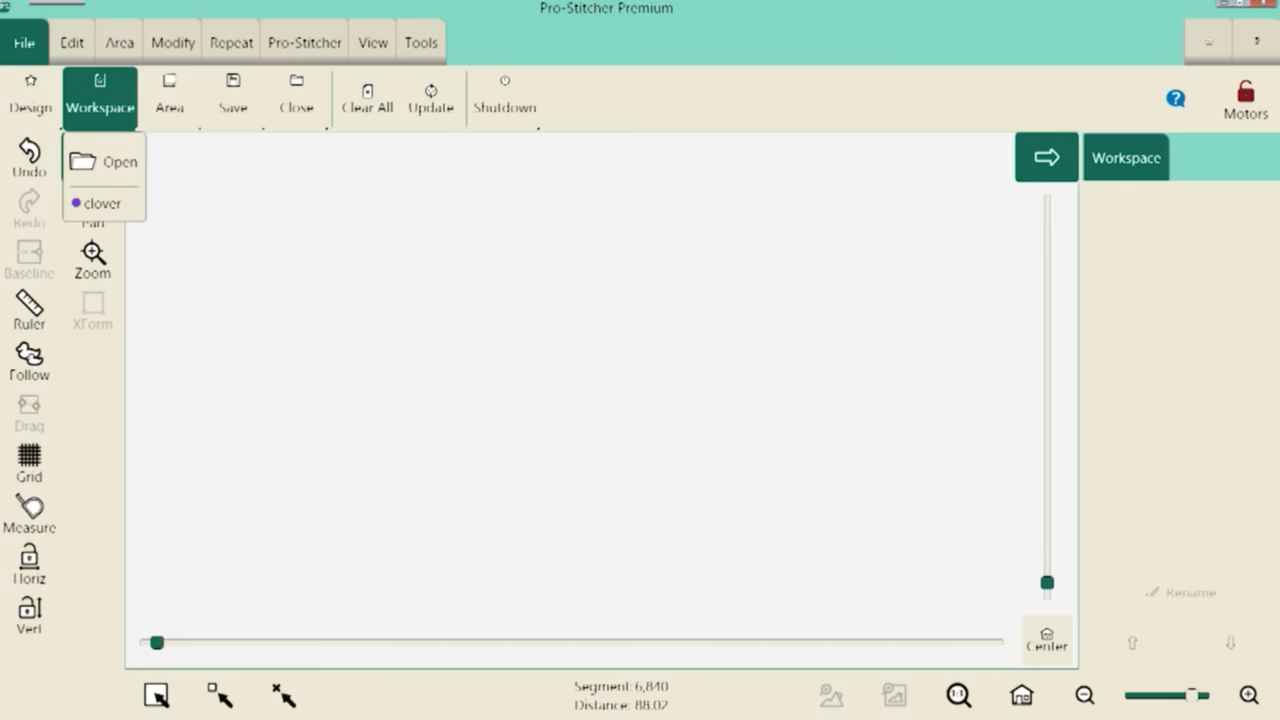 Pro-Stitcher Premium
File Edit Area Modify Repeat Pro-Stitcher View Tools
Design Workspace Area Save Close Clear All Update Shutdown ? Motors
Undo Open Workspace
Redo clover
Pan
Baseline Zoom
Ruler XForm
Follow
Drag
Grid
Measure
Horiz Rename
Vert
Center
Segment: 6,840 1:1
Distance: 88.02